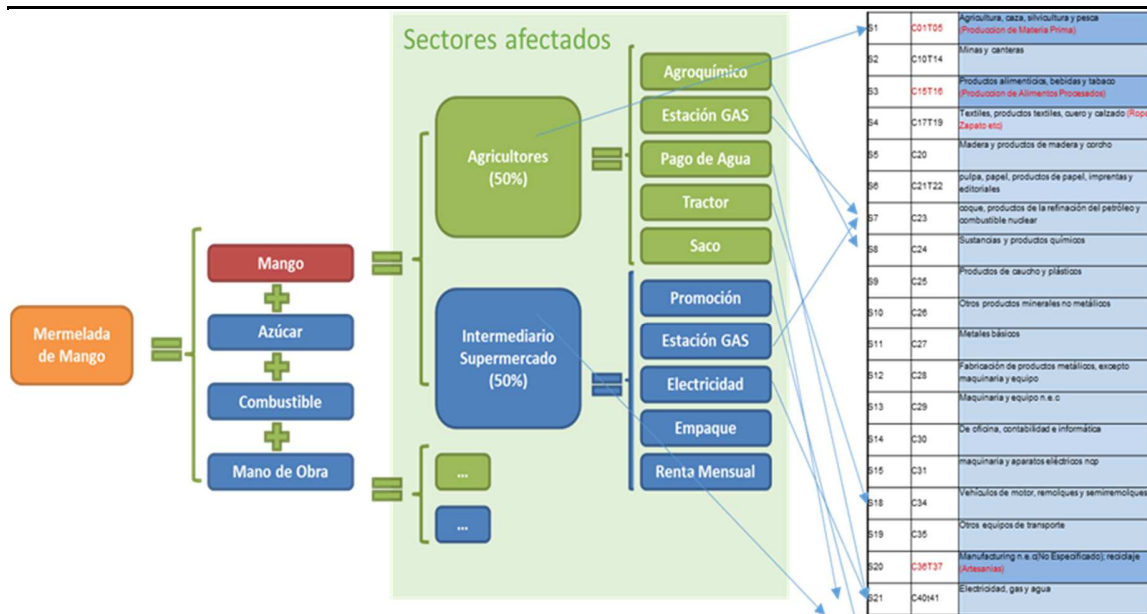 Sectores afectados
Mermelada
de Mango
Mango
Azúcar
Combustible
Mano de Obra
Agricultores
(50%)
Intermediario
Supermercado
(50%)
...
...
Agroquímico
Estación GAS
Pago de Agua
Tractor
Saco
Promoción
Estación GAS
Electricidad
Empaque
Renta Mensual
S1 C01T05 Agricultura, caza, silvicultura y pesca
(Produccion de Materia Prima)
S2 C10T14 Minas y canteras
S3 C15T16 Productos alimenticios, bebidas y tabaco
(Produccion de Alimentos Procesados)
S4 C17T19 Textiles, productos textiles, cuero y calzado (Ropa
Zapato etc)
S5 C20 Madera y productos de madera y corcho
S6 C21T22 pulpa, papel, productos de papel, imprentas y
editoriales
S7 C23 coque, productos de la refinación del petróleo y
combustible nuclear
S8 C24 Sustancias y productos químicos
S9 C25 Productos de caucho y plásticos
S10 C26 Otros productos minerales no metálicos
S11 C27 Metales básicos
S12 C28 Fabricación de productos metálicos, excepto
maquinaria y equipo
S13 C29 Maquinaria y equipo n.e.c
S14 C30 De oficina, contabilidad e informática
S15 C31 maquinaria y aparatos eléctricos ncp
S18 C34 Vehículos de motor, remolques y semirremolques
S19 C35 Otros equipos de transporte
S20 C36T37 Manufacturing n.e.c(No Especificado); reciclaje
(Artesanias)
S21 C40t41 Electricidad, gas y agua